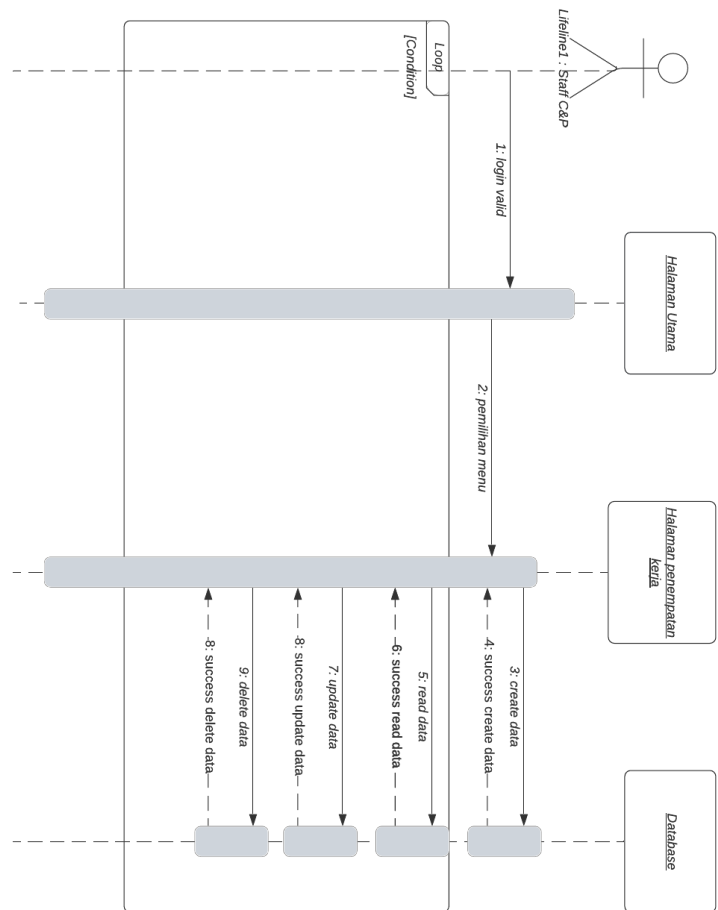 Lifeline1 : Staff C&P
Halaman Utama
Halaman penempatan
kerja
Database
1: login valid
2: pemilihan menu
3: create data
4: success create data
Loop
[Condition]
5: read data
6: success read data
7: update data
8: success update data
9: delete data
8: success delete data